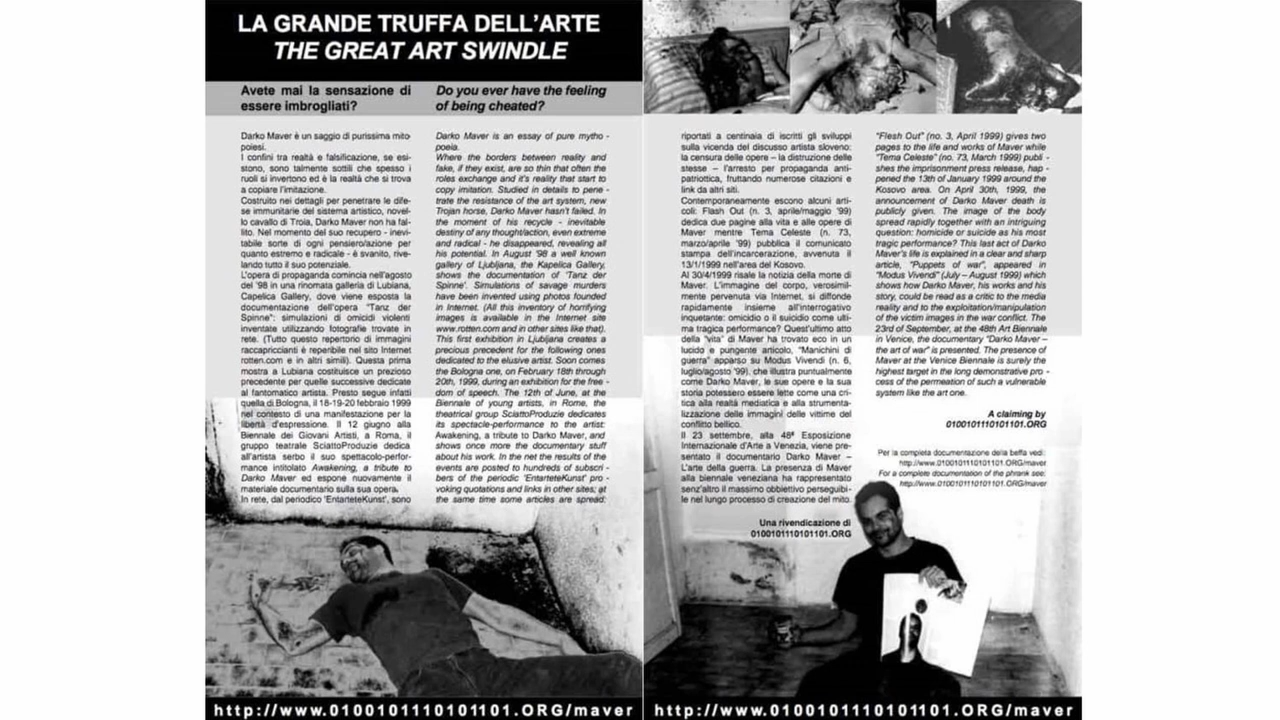 LA GRANDE TRUFFA DELL'ARTE
THE GREAT ART SWINDLE
Avete mai la sensazione di
essere imbrogliati?
Darko Maver è un saggio di purissima mito-
poiesi.
I confini tra realtà e falsificazione, se esi-
stono, sono talmente sottili che spesso i
ruoli si invertono ed è la realtà che si trova
a copiare l'imitazione.
Costruito nei dettagli per penetrare le dife-
se immunitarie del sistema artistico, novel-
lo cavallo di Troia, Darko Maver non ha fal-
lito. Nel momento del suo recupero - inevi-
tabile sorte di ogni pensiero/azione per
quanto estremo e radicale - è svanito, rive-
lando tutto il suo potenziale.
L'opera di propaganda comincia nell'agosto
del '98 in una rinomata galleria di Lubiana,
Capelica Gallery, dove viene esposta la
documentazione dell'opera "Tanz der
Spinne": simulazioni di omicidi violenti
inventate utilizzando fotografie trovate in
rete. (Tutto questo repertorio di immagini
raccapriccianti è reperibile nel sito Internet
rotten.com e in altri simili). Questa prima
mostra a Lubiana costituisce un prezioso
precedente per quelle successive dedicate
al fantomatico artista. Presto segue infatti
quella di Bologna, il 18-19-20 febbraio 1999
nel contesto di una manifestazione per la
libertà d'espressione. Il 12 giugno alla
Biennale dei Giovani Artisti, a Roma, il
gruppo teatrale SciattoProduzie dedica
all'artista serbo il suo spettacolo-perfor-
mance intitolato Awakening, a tribute to
Darko Maver ed espone nuovamente il
materiale documentario sulla sua opera.
In rete, dal periodico 'EntarteteKunst', sono
Do you ever have the feeling
of being cheated?
Darko Maver is an essay of pure mytho -
poeia.
Where the borders between reality and
fake, if they exist, are so thin that often the
roles exchange and it's reality that start to
copy imitation. Studied in details to pene -
trate the resistance of the art system, new
Trojan horse, Darko Maver hasn't failed. In
the moment of his recycle - inevitable
destiny of any thought/action, even extreme
and radical - he disappeared, revealing all
his potential. In August '98 a well known
gallery of Ljubljana, the Kapelica Gallery,
shows the documentation of 'Tanz der
Spinne'. Simulations of savage murders
have been invented using photos founded
in Internet. (All this inventory of horrifying
images is available in the Internet site
www.rotten.com and in other sites like that).
This first exhibition in Ljubljana creates a
precious precedent for the following ones
dedicated to the elusive artist. Soon comes
the Bologna one, on February 18th through
20th, 1999, during an exhibition for the free -
dom of speech. The 12th of June, at the
Biennale of young artists, in Rome, the
theatrical group SciattoProduzie dedicates
its spectacle-performance to the artist:
Awakening, a tribute to Darko Maver, and
shows once more the documentary stuff
about his work. In the net the results of the
events are posted to hundreds of subscri -
bers of the periodic 'EntarteteKunst' pro -
voking quotations and links in other sites; at
the same time some articles are spread:
http://www.0100101110101101.ORG/maver
riportati a centinaia di iscritti gli sviluppi
sulla vicenda del discusso artista sloveno:
la censura delle opere – la distruzione delle
stesse – l'arresto per propaganda anti-
patriottica, fruttando numerose citazioni e
link da altri siti.
Contemporaneamente escono alcuni arti-
coli: Flash Out (n. 3, aprile/maggio '99)
dedica due pagine alla vita e alle opere di
Maver mentre Tema Celeste (n. 73,
marzo/aprile '99) pubblica il comunicato
stampa dell'incarcerazione, avvenuta il
13/1/1999 nell'area del Kosovo.
Al 30/4/1999 risale la notizia della morte di
Maver. L'immagine del corpo, verosimil-
mente pervenuta via Internet, si diffonde
rapidamente insieme all'interrogativo
inquietante: omicidio o il suicidio come ulti-
ma tragica performance? Quest'ultimo atto
della "vita" di Maver ha trovato eco in un
lucido e pungente articolo, "Manichini di
guerra" apparso su Modus Vivendi (n. 6,
luglio/agosto '99), che illustra puntualmente
come Darko Maver, le sue opere e la sua
storia potessero essere lette come una cri-
tica alla realtà mediatica e alla strumenta-
lizzazione delle immagini delle vittime del
conflitto bellico.
Il 23 settembre, alla 48ª Esposizione
Internazionale d'Arte a Venezia, viene pre-
sentato il documentario Darko Maver –
L'arte della guerra. La presenza di Maver
alla biennale veneziana ha rappresentato
senz'altro il massimo obbiettivo perseguibi-
le nel lungo processo di creazione del mito.
Una rivendicazione di
0100101110101101.ORG
"Flesh Out" (no. 3, April 1999) gives two
pages to the life and works of Maver while
"Tema Celeste" (no. 73, March 1999) publi -
shes the imprisonment press release, hap -
pened the 13th of January 1999 around the
Kosovo area. On April 30th, 1999, the
announcement of Darko Maver death is
publicly given. The image of the body
spread rapidly together with an intriguing
question: homicide or suicide as his most
tragic performance? This last act of Darko
Maver's life is explained in a clear and sharp
article, "Puppets of war", appeared in
"Modus Vivendi" (July – August 1999) which
shows how Darko Maver, his works and his
story, could be read as a critic to the media
reality and to the exploitation/manipulation
of the victim images in the war conflict. The
23rd of September, at the 48th Art Biennale
in Venice, the documentary "Darko Maver –
the art of war" is presented. The presence of
Maver at the Venice Biennale is surely the
highest target in the long demonstrative pro -
cess of the permeation of such a vulnerable
system like the art one.
A claiming by
0100101110101101.ORG
Per la completa documentazione della beffa vedi:
http://www.0100101110101101.ORG/maver
For a complete documentation of the phrank see:
http://www.0100101110101101.ORG/maver
http://www.0100101110101101.ORG/maver